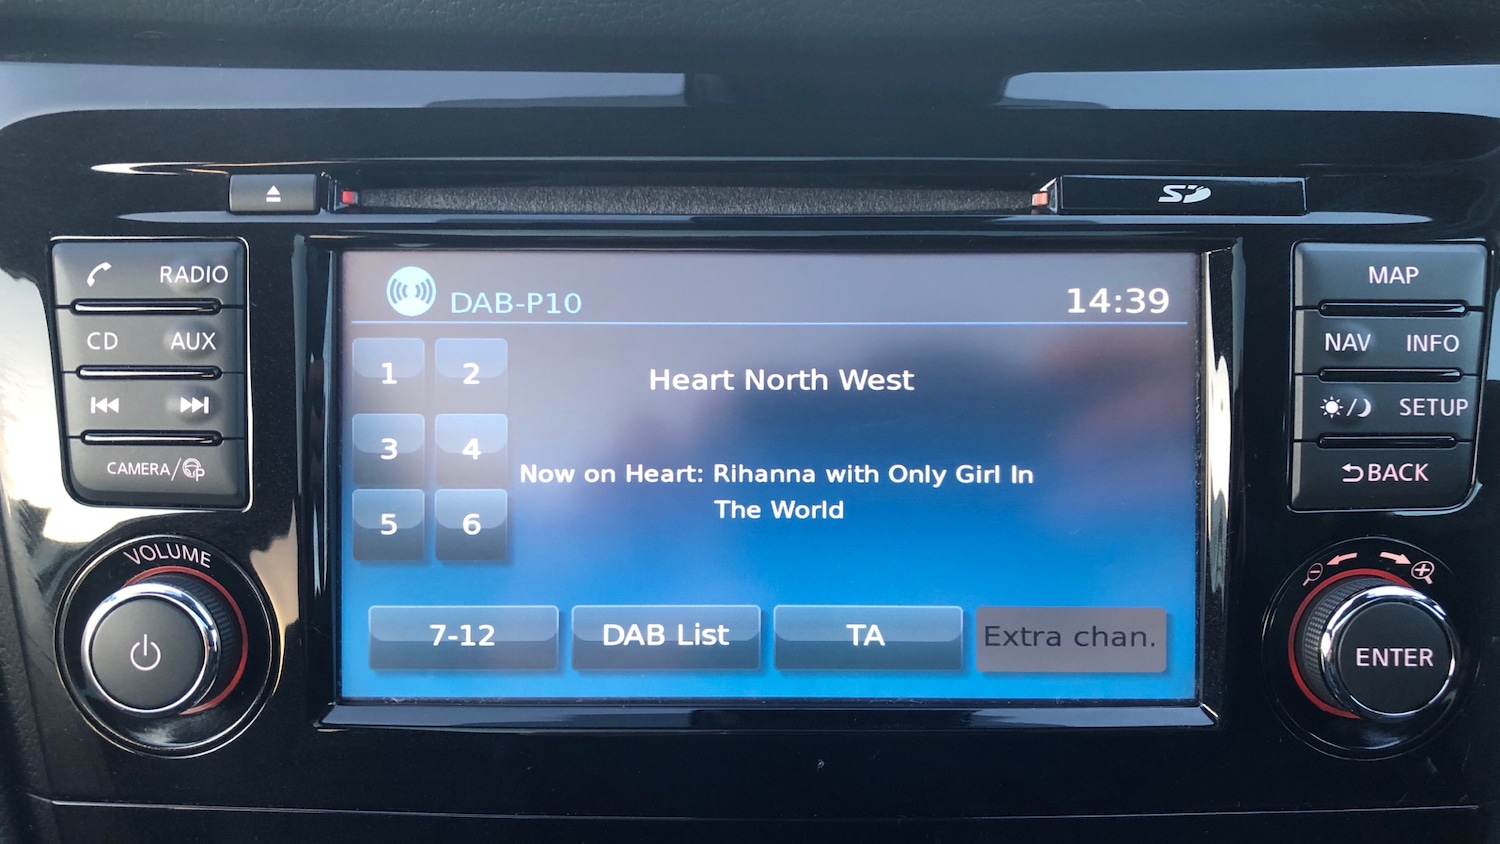 SD
RADIO
CD AUX
CAMERA/P
VOLUME
DAB-P10
14:39
1 2
3 4
5 6
Heart North West
Now on Heart: Rihanna with Only Girl In
The World
7-12
DAB List
TA
Extra chan.
MAP
NAV INFO
SETUP
BACK
ENTER